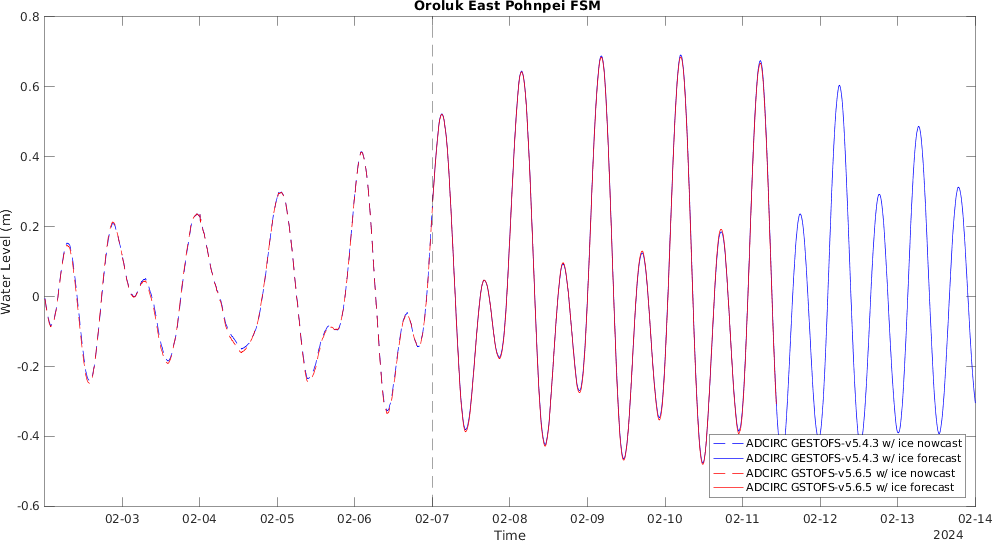 Oroluk East Pohnpei FSM
0.8
0.6
0.4
0.2
0
-0.2
-0.4
-0.6
Water Level (m)
ADCIRC GESTOFS-v5.4.3 w/ ice nowcast
ADCIRC GESTOFS-v5.4.3 w/ ice forecast
ADCIRC GSTOFS-v5.6.5 w/ ice nowcast
ADCIRC GSTOFS-v5.6.5 w/ ice forecast
02-03 02-04 02-05 02-06 02-07 02-08 02-09 02-10 02-11 02-12 02-13 02-14
Time 2024